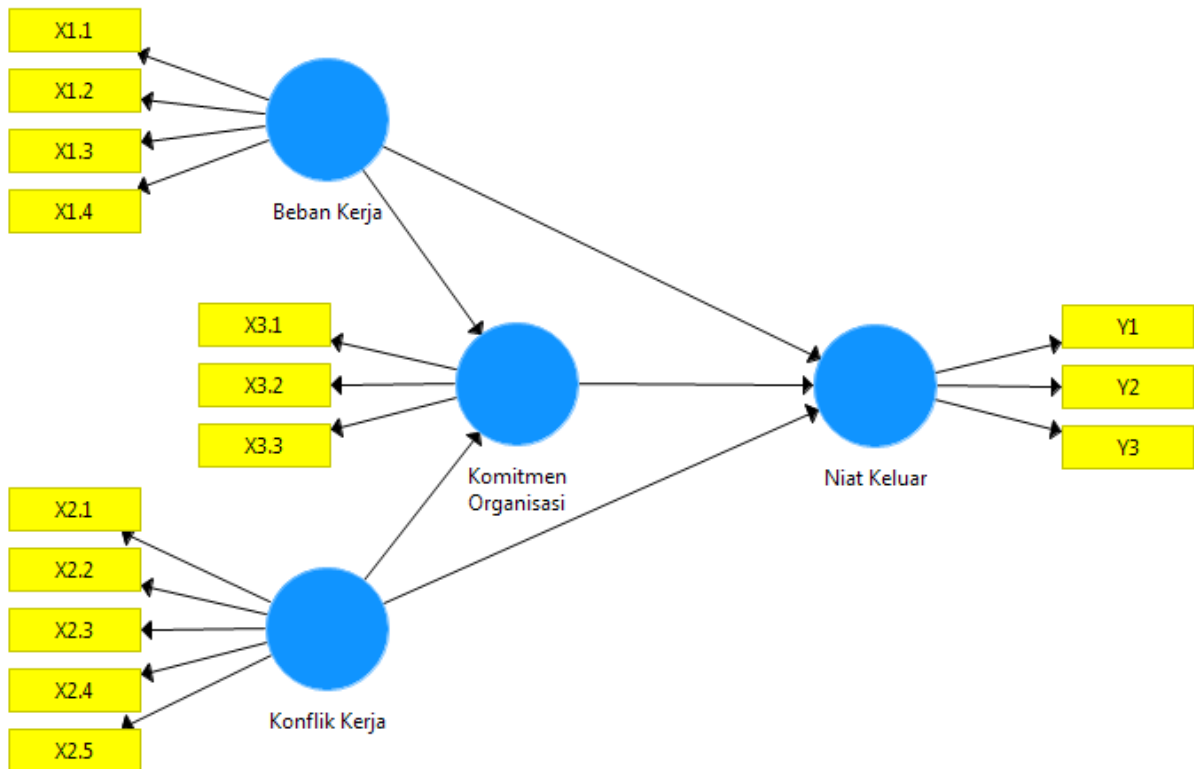 X1.1
X1.2
X1.3
X1.4
Beban Kerja
X3.1
X3.2
X3.3
Komitmen
Organisasi
Niat Keluar
Y1
Y2
Y3
X2.1
X2.2
X2.3
X2.4
X2.5
Konflik Kerja